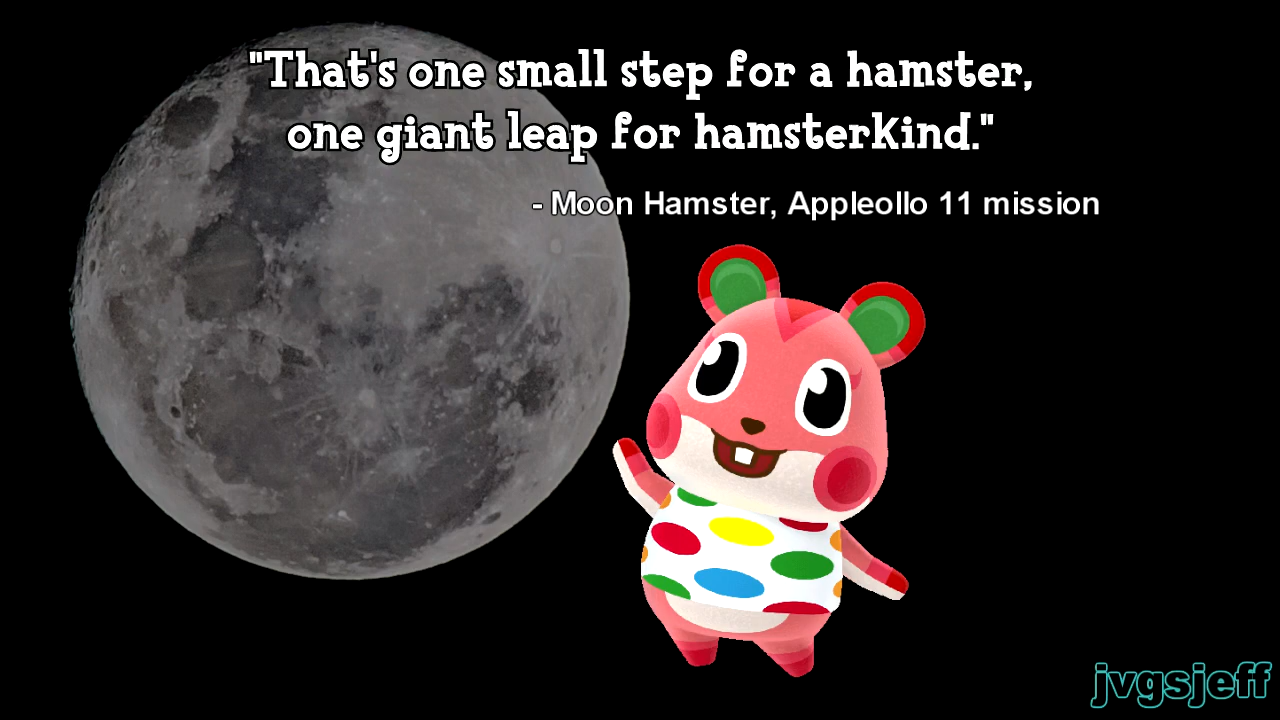 "That's one small step for a hamster,
one giant leap for hamsterkind."
- Moon Hamster, Appleollo 11 mission
jvgsjeff